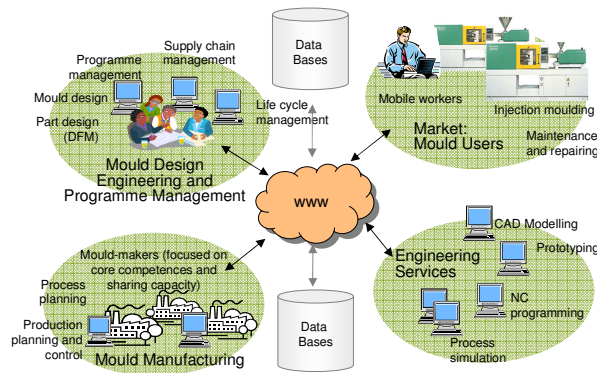 Supply chain
management
Programme
management
Mould design
Part design
(DFM)
Life cycle
management
Mould Design
Engineering and
Programme Management
Data
Bases
Mobile workers
Injection moulding
Market:
Mould Users
Maintenance
and repairing
www
Mould-makers (focused on
core competences and
sharing capacity)
Process
planning
Production
planning and
control
Mould Manufacturing
Data
Bases
CAD Modelling
Prototyping
Engineering
Services
NC
programming
Process
simulation